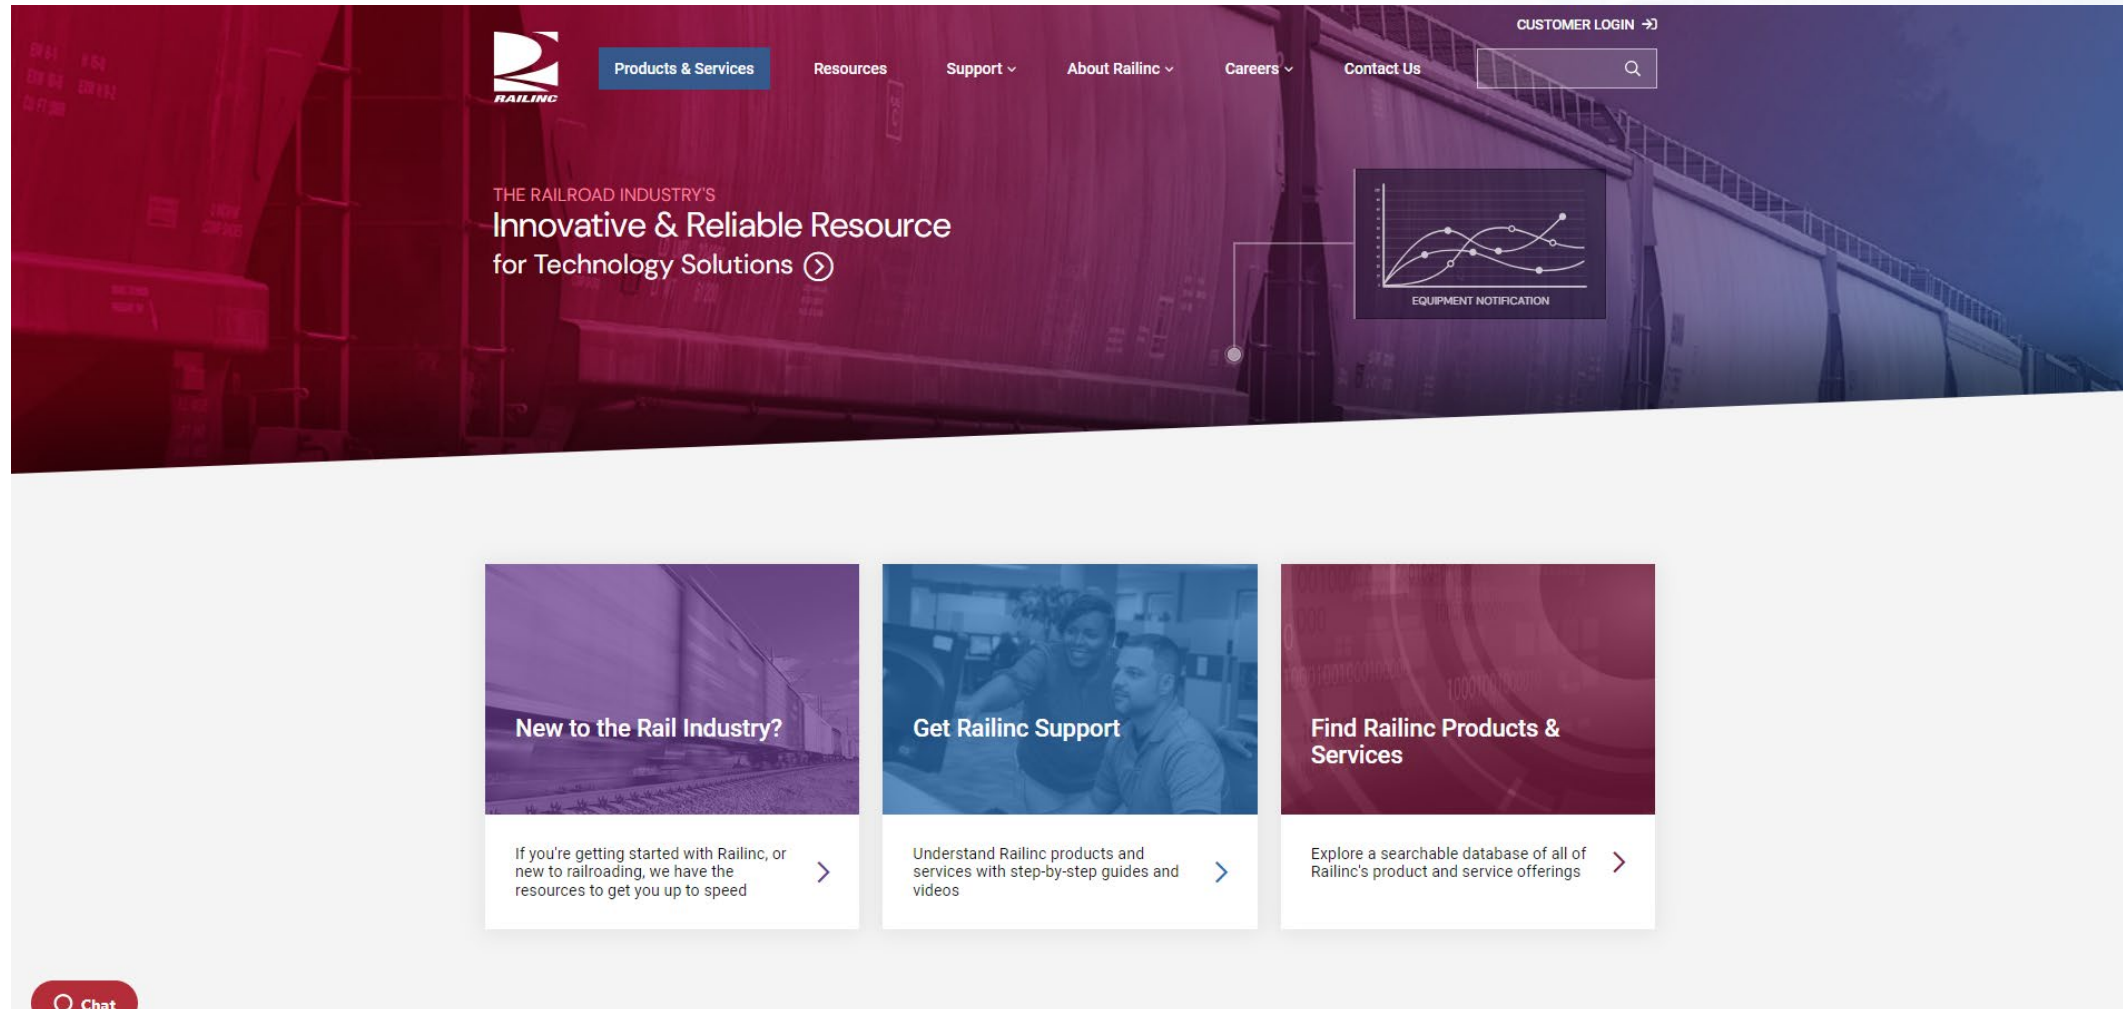 CUSTOMER LOGIN
RAILINC
Products & Services
Resources
Support
About Railinc
Careers
Contact Us
THE RAILROAD INDUSTRY'S
Innovative & Reliable Resource
for Technology Solutions
EQUIPMENT NOTIFICATION
New to the Rail Industry?
If you're getting started with Railinc, or
new to railroading, we have the
resources to get you up to speed
Get Railinc Support
Understand Railinc products and
services with step-by-step guides and
videos
Find Railinc Products &
Services
Explore a searchable database of all of
Railinc's product and service offerings
Chat